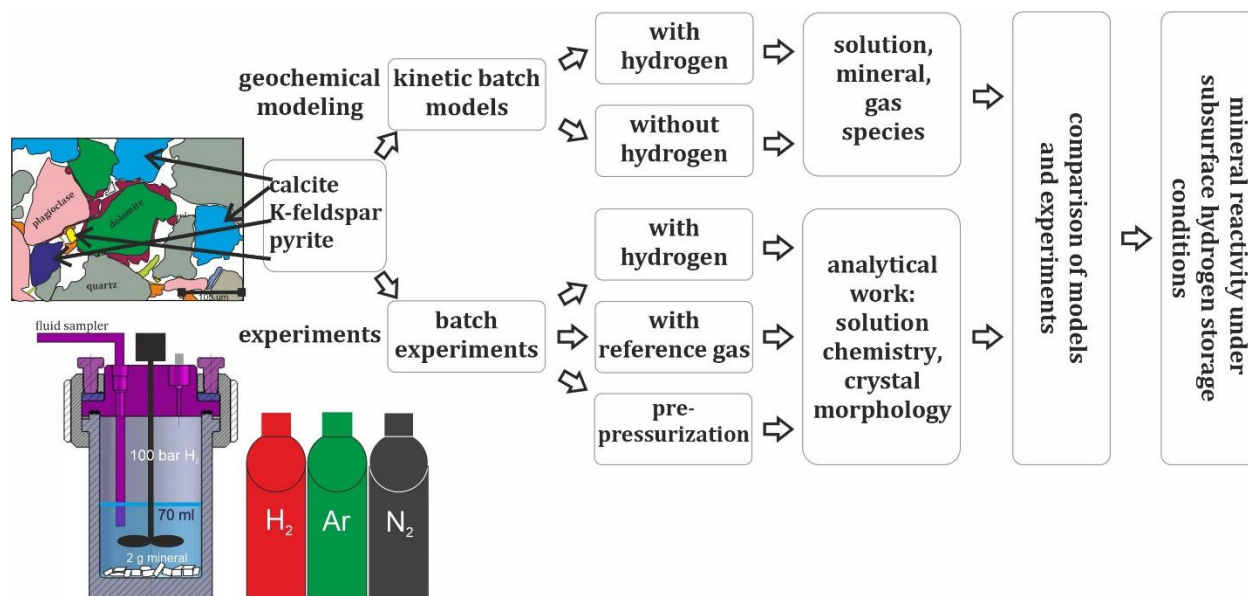 geochemical
modeling
kinetic batch
models
with
hydrogen
without
hydrogen
solution,
mineral,
gas
species
plagioclase
dolomite
quartz
calcite
K-feldspar
pyrite
experiments
batch
experiments
with
hydrogen
with
reference gas
pre-
pressurization
analytical
work:
solution
chemistry,
crystal
morphology
comparison of models
and experiments
mineral reactivity under
subsurface hydrogen storage
conditions
fluid sampler
100 bar H₂
70 ml
2 g mineral
H₂
Ar
N₂